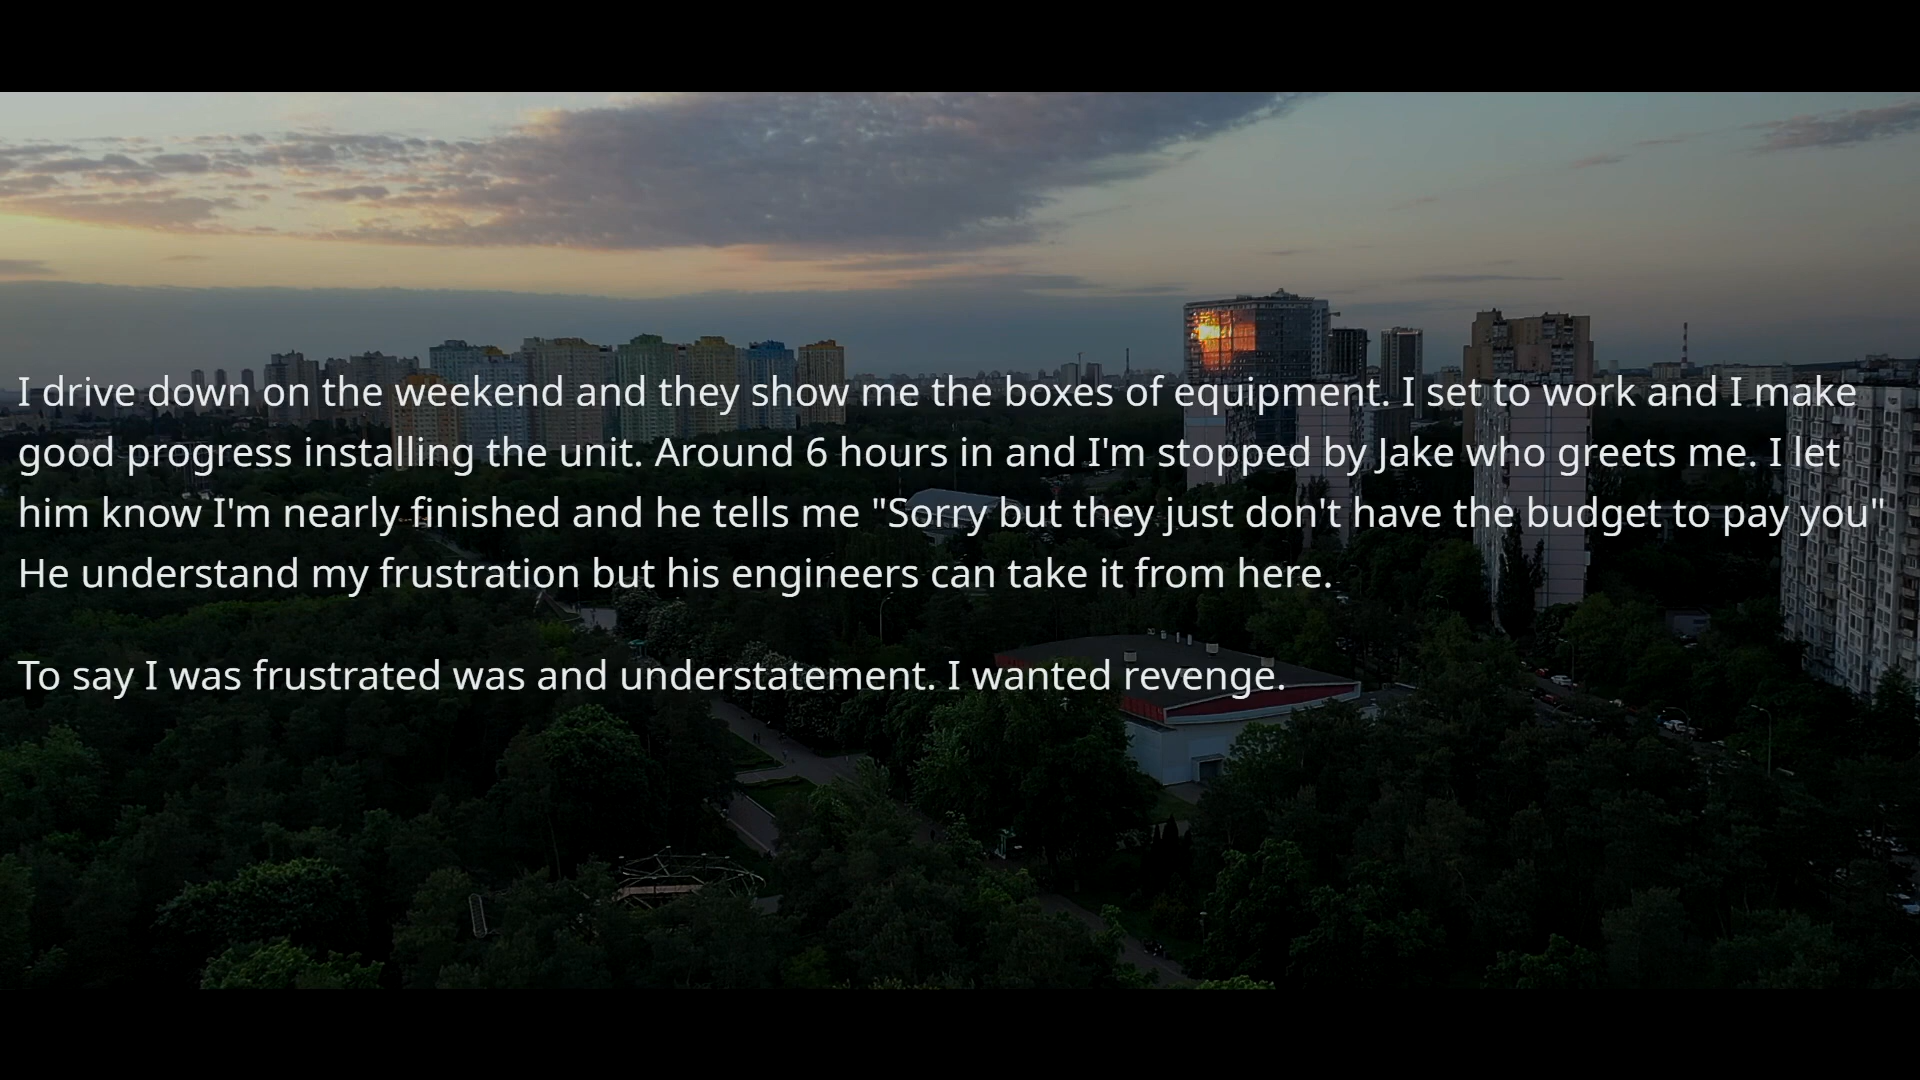 I drive down on the weekend and they show me the boxes of equipment. I set to work and I make
good progress installing the unit. Around 6 hours in and I'm stopped by Jake who greets me. I let
him know I'm nearly finished and he tells me "Sorry but they just don't have the budget to pay you"
He understand my frustration but his engineers can take it from here.
To say I was frustrated was and understatement. I wanted revenge.